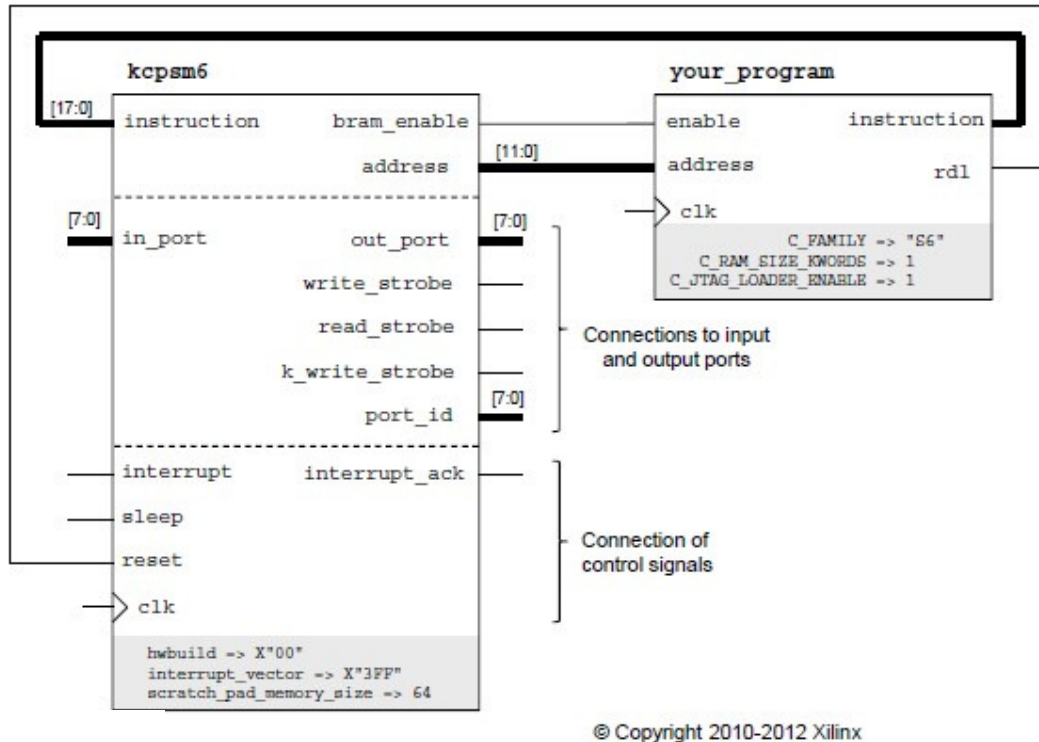 kcpsm6
your_program
[17:0]
instruction
bram_enable
enable
instruction
[11:0]
address
address
rdl
clk
[7:0]
[7:0]
in_port
out_port
C_FAMILY => "S6"
C_RAM_SIZE_KWORDS => 1
C_JTAG_LOADER_ENABLE => 1
write_strobe
read_strobe
Connections to input
and output ports
k_write_strobe
[7:0]
port_id
interrupt
interrupt_ack
sleep
Connection of
control signals
reset
clk
hwbuild => X"00"
interrupt_vector => X"3FF"
scratch_pad_memory_size => 64
© Copyright 2010-2012 Xilinx